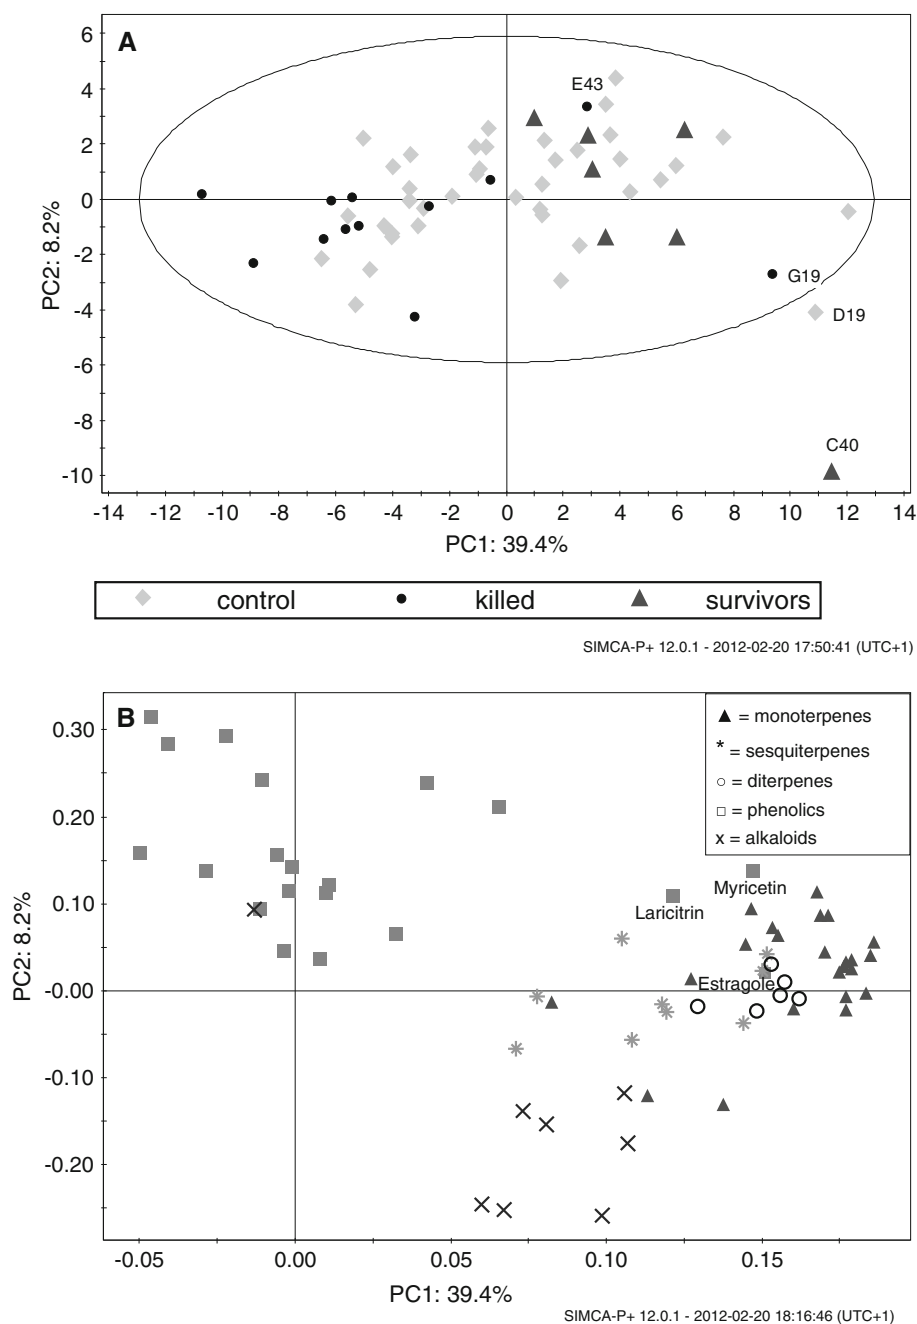 A
6
4
2
0
-2
-4
-6
-8
-10
PC2: 8.2%
E43
G19
D19
C40
-14 -12 -10 -8 -6 -4 -2 0 2 4 6 8 10 12 14
PC1: 39.4%
control killed survivors
SIMCA-P+ 12.0.1 - 2012-02-20 17:50:41 (UTC+1)
B
0.30
0.20
0.10
-0.00
-0.10
-0.20
PC2: 8.2%
= monoterpenes
* = sesquiterpenes
= diterpenes
= phenolics
x = alkaloids
Myricetin
Laricitrin
Estragole
-0.05 0.00 0.05 0.10 0.15
PC1: 39.4%
SIMCA-P+ 12.0.1 - 2012-02-20 18:16:46 (UTC+1)